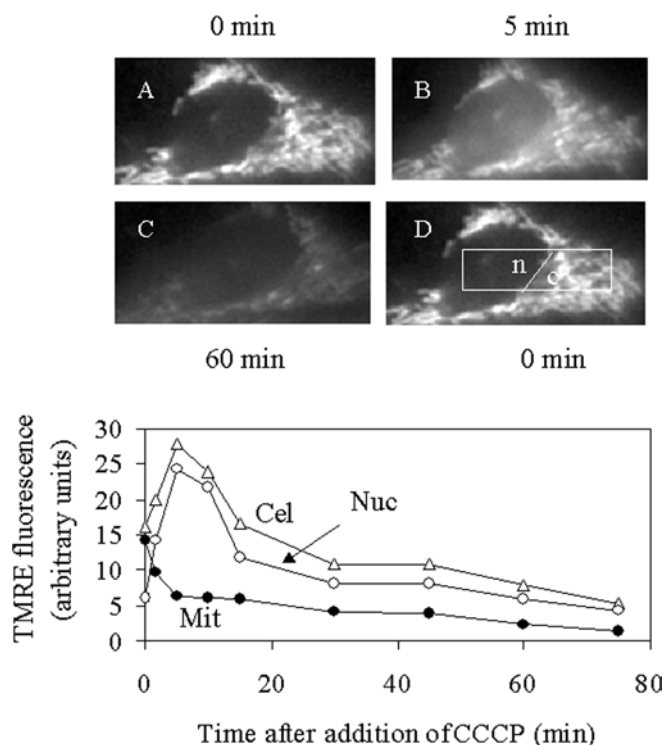 0 min 5 min
A B
C D
n
c
60 min 0 min
TMRE fluorescence
(arbitrary units)
30
25
20
15
10
5
0
Cel
Nuc
Mit
0 20 40 60 80
Time after addition of CCCP (min)